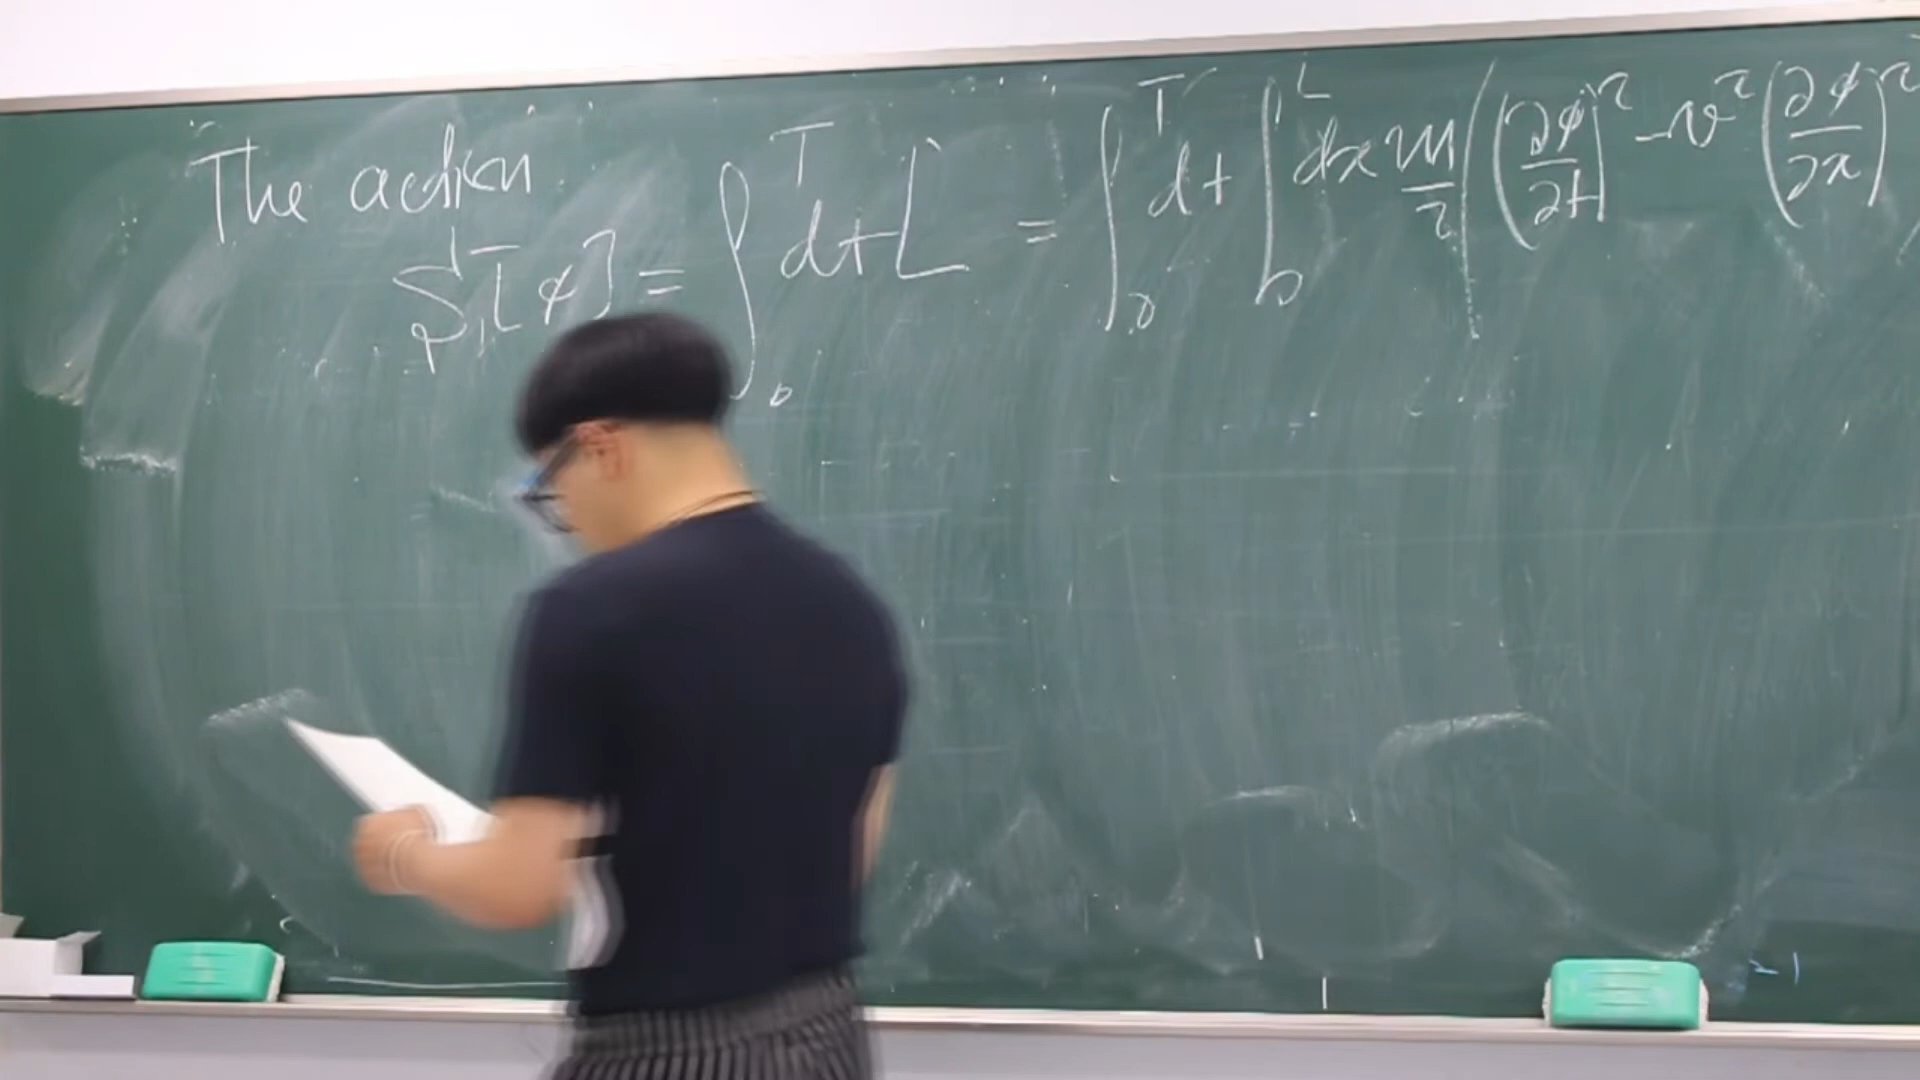 The action
S[φ] = ∫₀ᵀ dt L = ∫₀ᵀ dt ∫₀ᴸ dx m/2 ( (∂φ/∂t)² - v² (∂φ/∂x)²